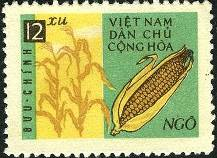 12 xu
VIỆT NAM
DÂN CHỦ
CỘNG HÒA
BƯU-CHÍNH
NGÔ